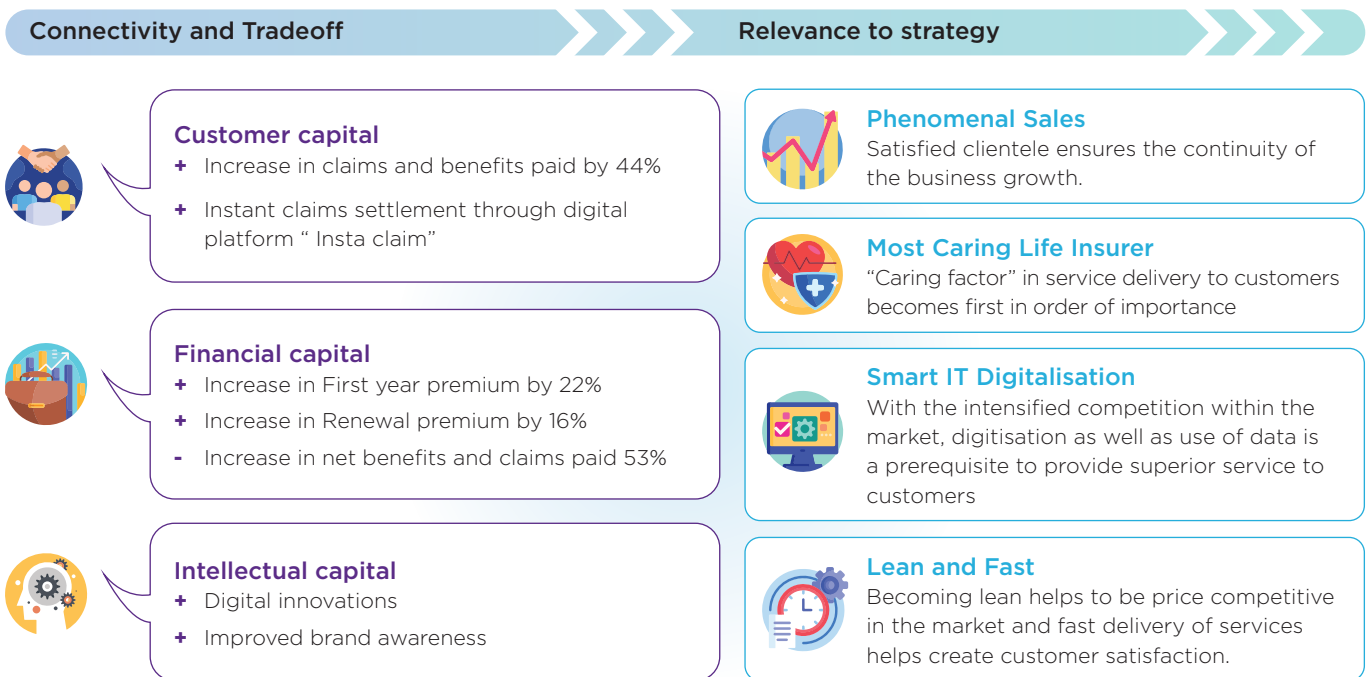 Connectivity and Tradeoff
Relevance to strategy
Customer capital
+ Increase in claims and benefits paid by 44%
+ Instant claims settlement through digital
platform “ Insta claim”
Financial capital
+ Increase in First year premium by 22%
+ Increase in Renewal premium by 16%
- Increase in net benefits and claims paid 53%
Intellectual capital
+ Digital innovations
+ Improved brand awareness
Phenomenal Sales
Satisfied clientele ensures the continuity of
the business growth.
Most Caring Life Insurer
“Caring factor” in service delivery to customers
becomes first in order of importance
Smart IT Digitalisation
With the intensified competition within the
market, digitisation as well as use of data is
a prerequisite to provide superior service to
customers
Lean and Fast
Becoming lean helps to be price competitive
in the market and fast delivery of services
helps create customer satisfaction.